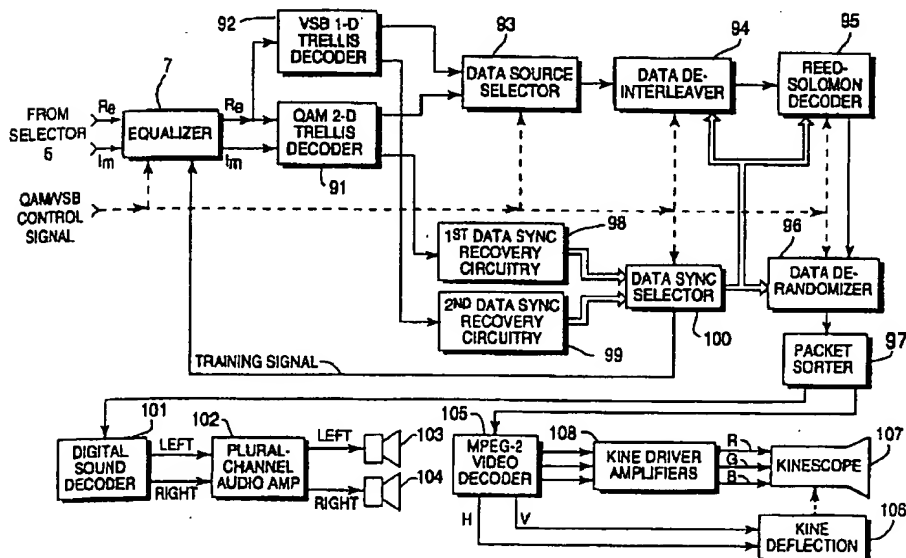 92
VSB 1-D
TRELLIS
DECODER
93
DATA SOURCE
SELECTOR
94
DATA DE-
INTERLEAVER
95
REED-
SOLOMON
DECODER
7
FROM
SELECTOR
6
Re
Im
EQUALIZER
Re
Im
QAM 2-D
TRELLIS
DECODER
91
QAM/VSB
CONTROL
SIGNAL
98
1ST DATA SYNC
RECOVERY
CIRCUITRY
2ND DATA SYNC
RECOVERY
CIRCUITRY
99
DATA SYNC
SELECTOR
100
96
DATA DE-
RANDOMIZER
PACKET
SORTER
97
TRAINING SIGNAL
101
DIGITAL
SOUND
DECODER
LEFT
RIGHT
102
PLURAL-
CHANNEL
AUDIO AMP
LEFT
RIGHT
103
104
105
MPEG-2
VIDEO
DECODER
H
V
108
KINE DRIVER
AMPLIFIERS
R
G
B
KINESCOPE
107
KINE
DEFLECTION
106